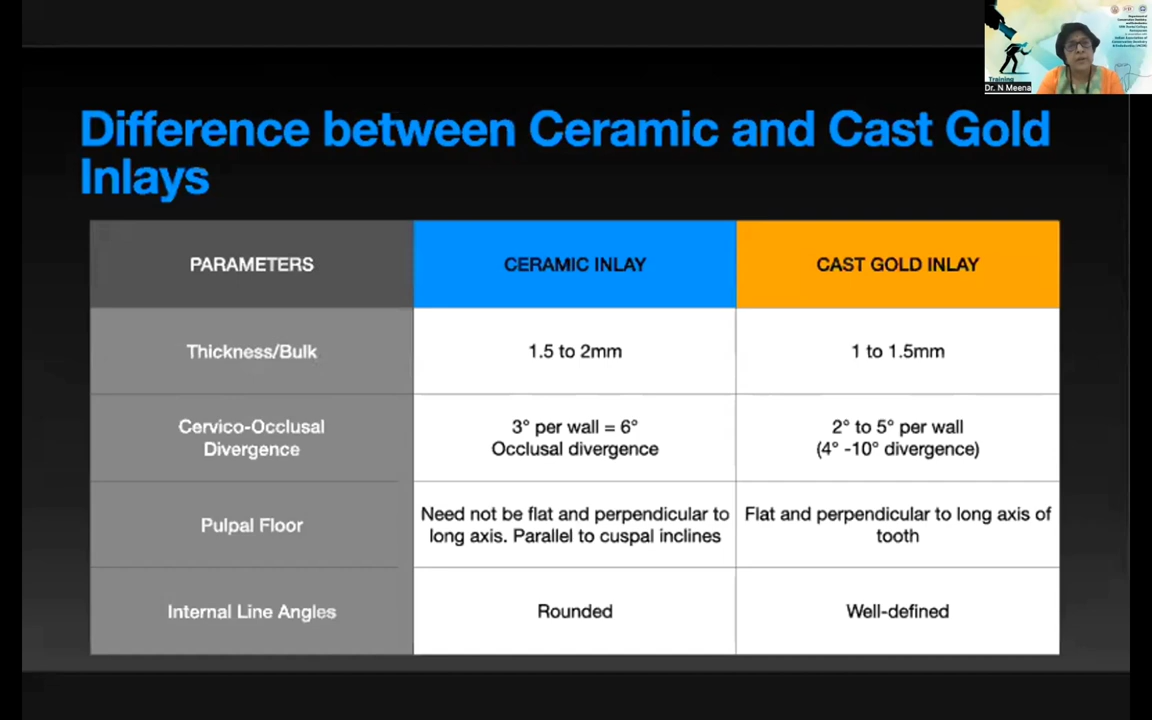 Training
Dr. N Meena
Difference between Ceramic and Cast Gold
Inlays
PARAMETERS
CERAMIC INLAY
CAST GOLD INLAY
Thickness/Bulk
1.5 to 2mm
1 to 1.5mm
Cervico-Occlusal
Divergence
3° per wall = 6°
Occlusal divergence
2° to 5° per wall
(4° -10° divergence)
Pulpal Floor
Need not be flat and perpendicular to
long axis. Parallel to cuspal inclines
Flat and perpendicular to long axis of
tooth
Internal Line Angles
Rounded
Well-defined